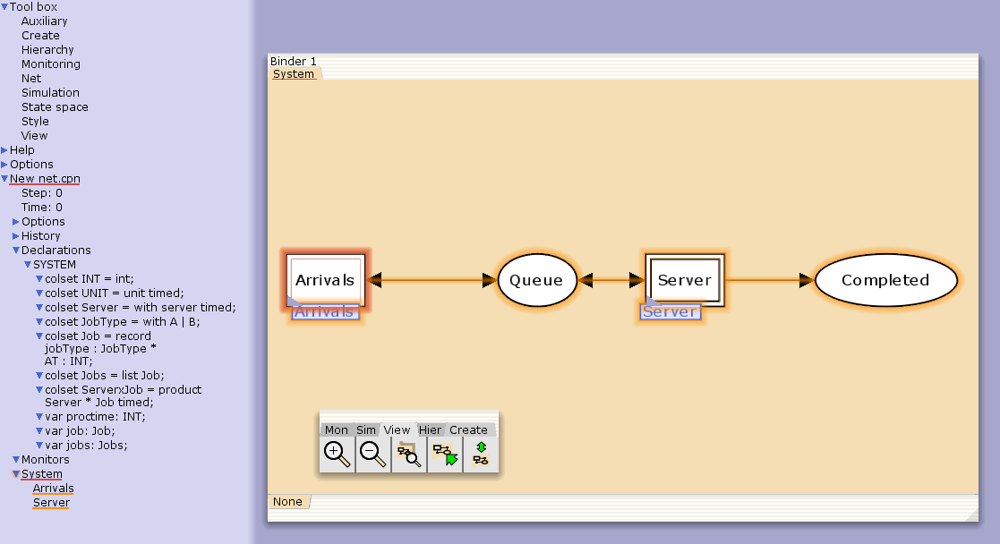 Tool box
Auxiliary
Create
Hierarchy
Monitoring
Net
Simulation
State space
Style
View
Help
Options
New net.cpn
Step: 0
Time: 0
Options
History
Declarations
SYSTEM
colset INT = int;
colset UNIT = unit timed;
colset Server = with server timed;
colset JobType = with A | B;
colset Job = record
jobType : JobType *
AT : INT;
colset Jobs = list Job;
colset ServerxJob = product
Server * Job timed;
var proctime: INT;
var job: Job;
var jobs: Jobs;
Monitors
System
Arrivals
Server
Binder 1
System
Arrivals
Queue
Server
Completed
Arrivals
Server
Mon Sim View Hier Create
None